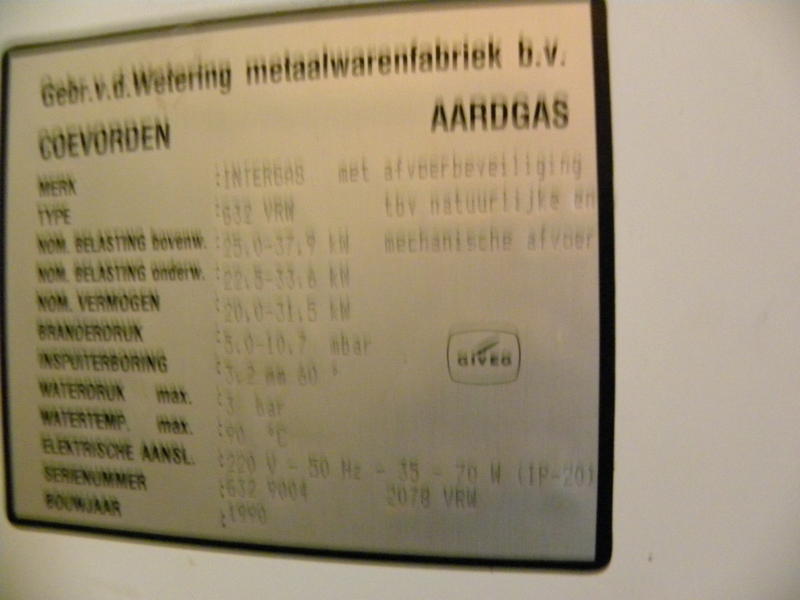 Gebr.v.d.Wetering metaalwarenfabriek b.v.
COEVORDEN AARDGAS
MERK :INTERGAS met afvoerbeveiliging
TYPE :632 VRW tbv natuurlijke en
NOM. BELASTING bovenw. :25.0-37.9 kW mechanische afvoer
NOM. BELASTING onderw. :22.5-33.6 kW
NOM. VERMOGEN :20.0-31.5 kW
BRANDERDRUK :5.0-10.7 mbar
INSPUITERBORING :3.2 mm 60 °
GIVEG
WATERDRUK max. :3 bar
WATERTEMP. max. :90 °C
ELEKTRISCHE AANSL. :220 V - 50 Hz - 35 - 70 W (IP-20)
SERIENUMMER :632 9004 2078 VRW
BOUWJAAR :1990